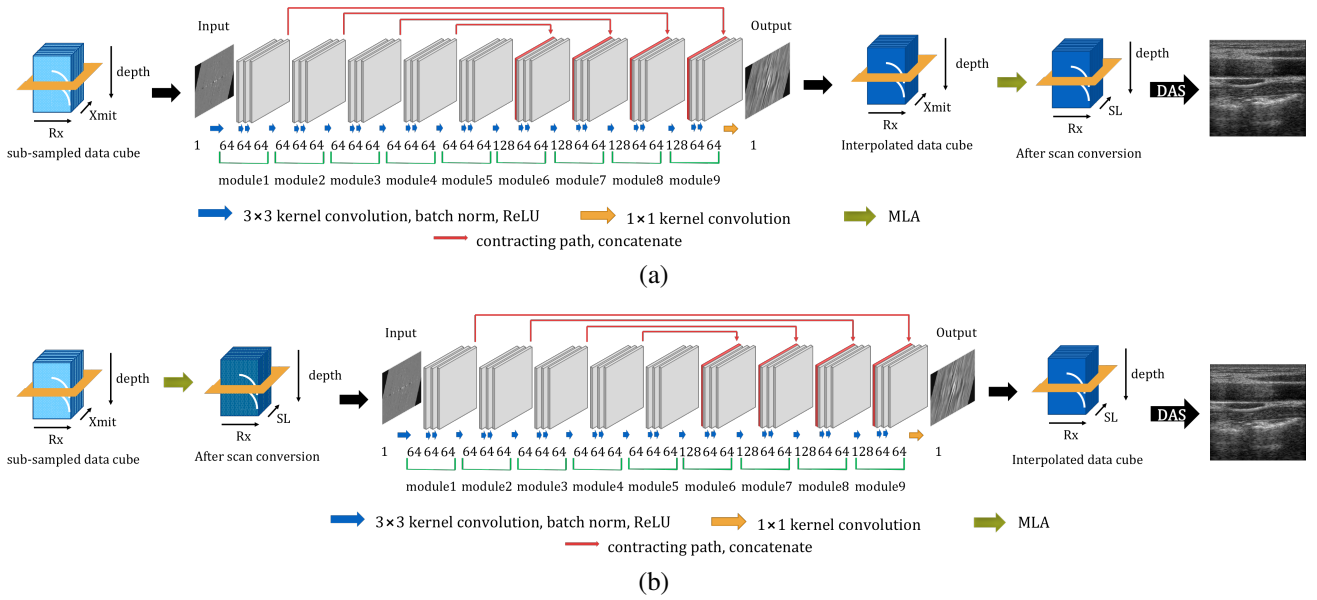 Input
Output
depth
Xmit
Rx
sub-sampled data cube
1
64 64 64 64 64 64 64 64 64 64 64 64 64 64 64 128 64 64 128 64 64 128 64 64 128 64 64
1
module1 module2 module3 module4 module5 module6 module7 module8 module9
depth
Xmit
Rx
Interpolated data cube
depth
SL
Rx
After scan conversion
DAS
3×3 kernel convolution, batch norm, ReLU
1×1 kernel convolution
MLA
contracting path, concatenate
(a)
depth
Xmit
Rx
sub-sampled data cube
depth
SL
Rx
After scan conversion
Input
Output
1
64 64 64 64 64 64 64 64 64 64 64 64 64 64 64 128 64 64 128 64 64 128 64 64 128 64 64
1
module1 module2 module3 module4 module5 module6 module7 module8 module9
depth
SL
Rx
Interpolated data cube
DAS
3×3 kernel convolution, batch norm, ReLU
1×1 kernel convolution
MLA
contracting path, concatenate
(b)